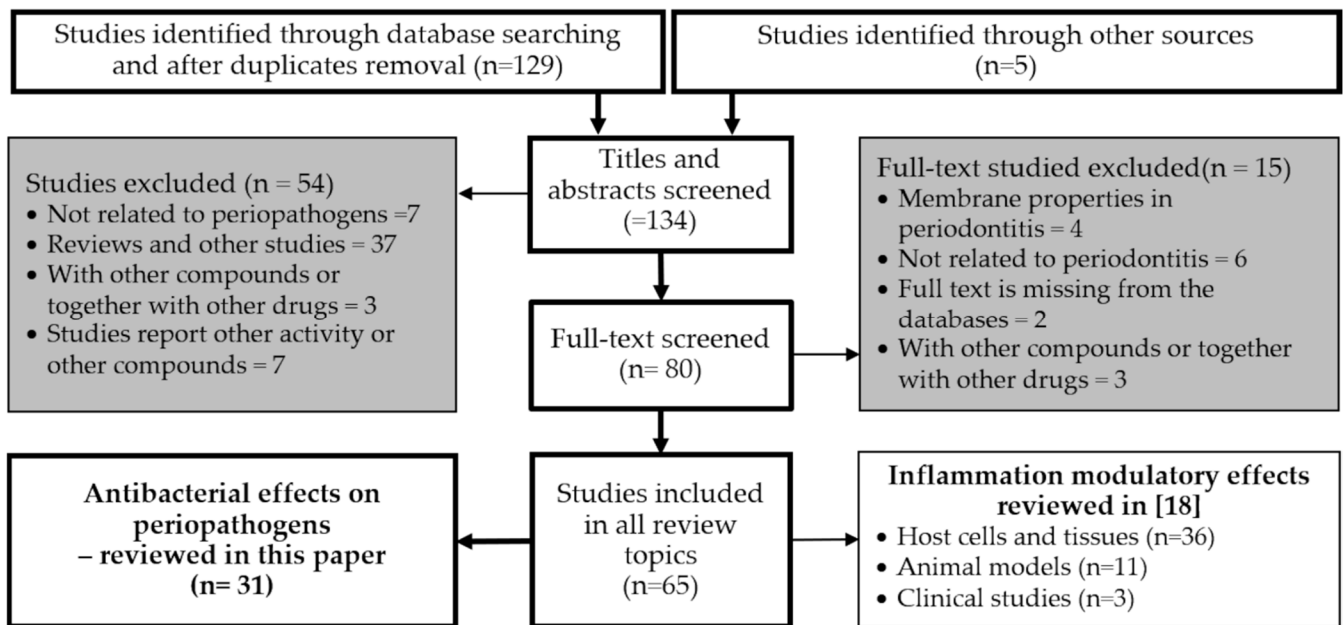 Studies identified through database searching
and after duplicates removal (n=129)
Studies identified through other sources
(n=5)
Titles and
abstracts screened
(=134)
Studies excluded (n = 54)
• Not related to periopathogens =7
• Reviews and other studies = 37
• With other compounds or
together with other drugs = 3
• Studies report other activity or
other compounds = 7
Full-text studied excluded(n = 15)
• Membrane properties in
periodontitis = 4
• Not related to periodontitis = 6
• Full text is missing from the
databases = 2
• With other compounds or together
with other drugs = 3
Full-text screened
(n= 80)
Studies included
in all review
topics
(n=65)
Antibacterial effects on
periopathogens
– reviewed in this paper
(n= 31)
Inflammation modulatory effects
reviewed in [18]
• Host cells and tissues (n=36)
• Animal models (n=11)
• Clinical studies (n=3)